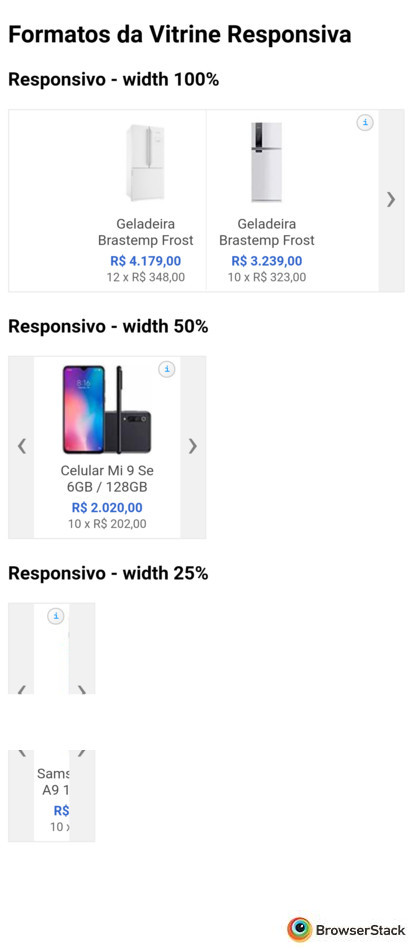 Formatos da Vitrine Responsiva
Responsivo - width 100%
i
Geladeira
Brastemp Frost
R$ 4.179,00
12 x R$ 348,00
Geladeira
Brastemp Frost
R$ 3.239,00
10 x R$ 323,00
Responsivo - width 50%
i
Celular Mi 9 Se
6GB / 128GB
R$ 2.020,00
10 x R$ 202,00
Responsivo - width 25%
i
Sams
A9 1
R$
10 x
BrowserStack